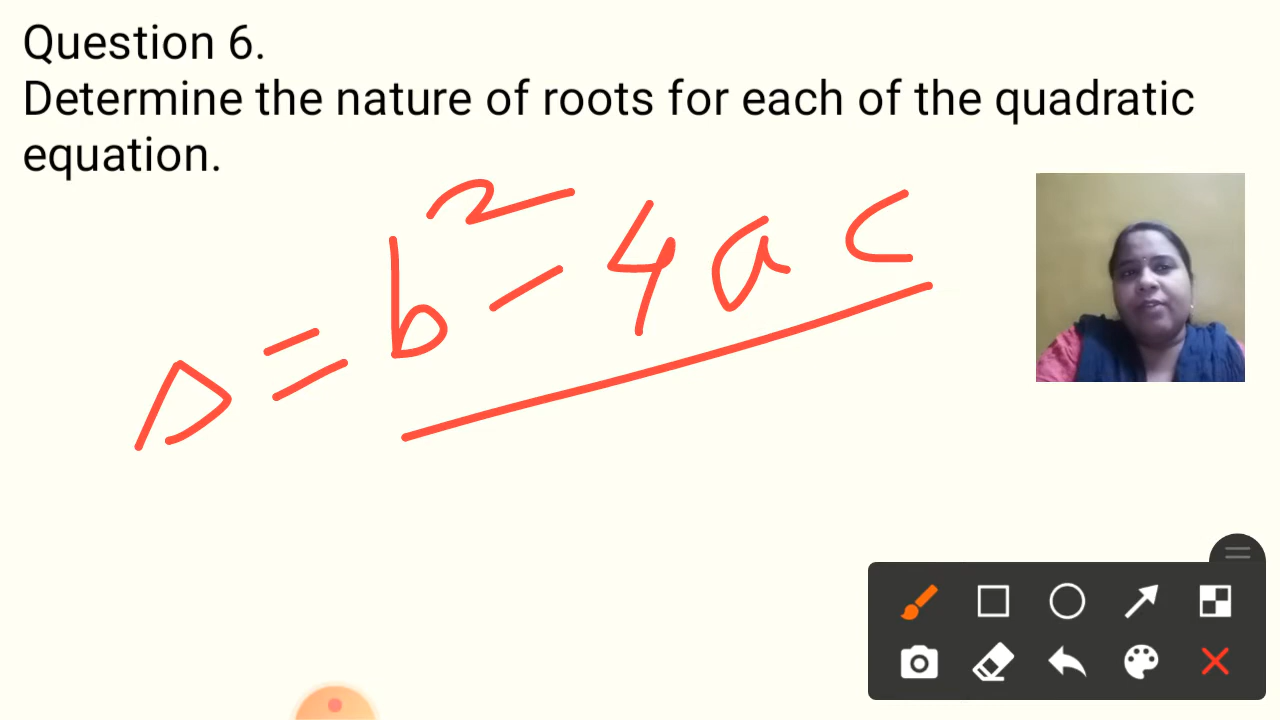 Question 6.
Determine the nature of roots for each of the quadratic
equation.
Δ = b² - 4ac